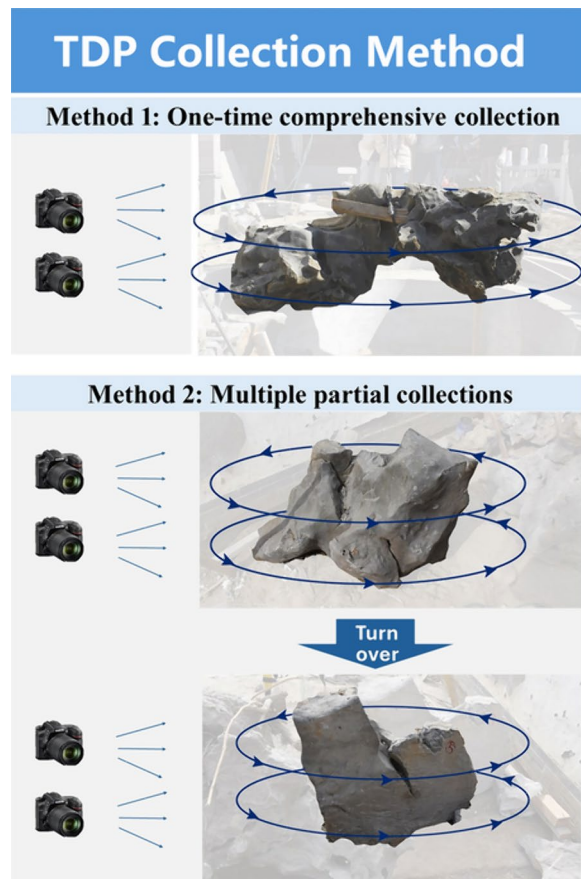 TDP Collection Method
Method 1: One-time comprehensive collection
Method 2: Multiple partial collections
Turn
over